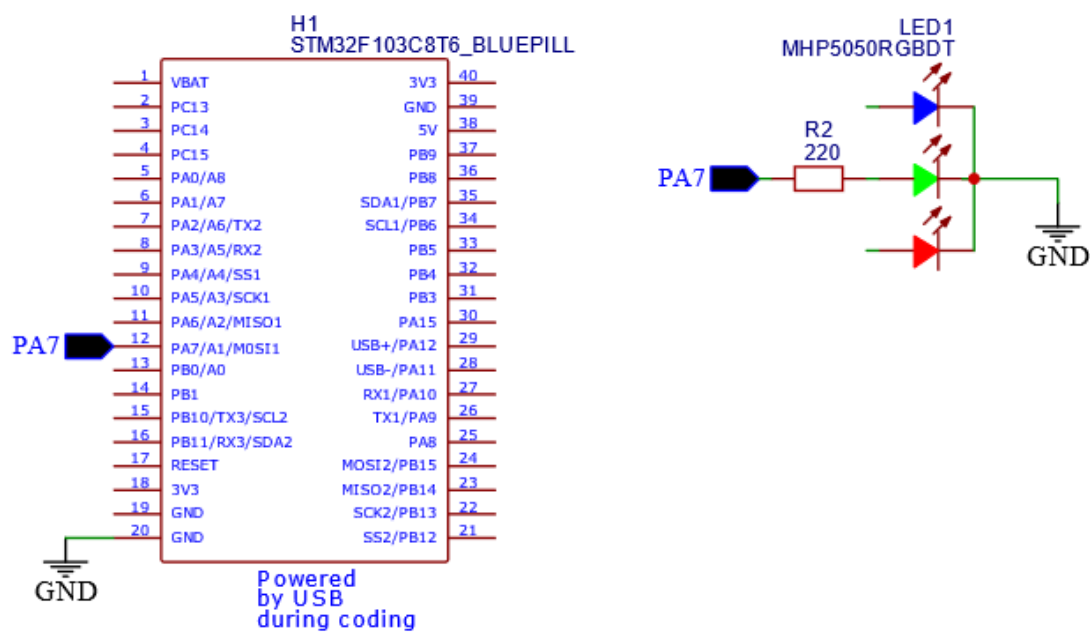 H1
STM32F103C8T6_BLUEPILL
1 VBAT 3V3 40
2 PC13 GND 39
3 PC14 5V 38
4 PC15 PB9 37
5 PA0/A8 PB8 36
6 PA1/A7 SDA1/PB7 35
7 PA2/A6/TX2 SCL1/PB6 34
8 PA3/A5/RX2 PB5 33
9 PA4/A4/SS1 PB4 32
10 PA5/A3/SCK1 PB3 31
11 PA6/A2/MISO1 PA15 30
PA7 12 PA7/A1/M0SI1 USB+/PA12 29
13 PB0/A0 USB-/PA11 28
14 PB1 RX1/PA10 27
15 PB10/TX3/SCL2 TX1/PA9 26
16 PB11/RX3/SDA2 PA8 25
17 RESET MOSI2/PB15 24
18 3V3 MISO2/PB14 23
19 GND SCK2/PB13 22
20 GND SS2/PB12 21
GND
Powered
by USB
during coding
LED1
MHP5050RGBDT
R2
220
PA7
GND